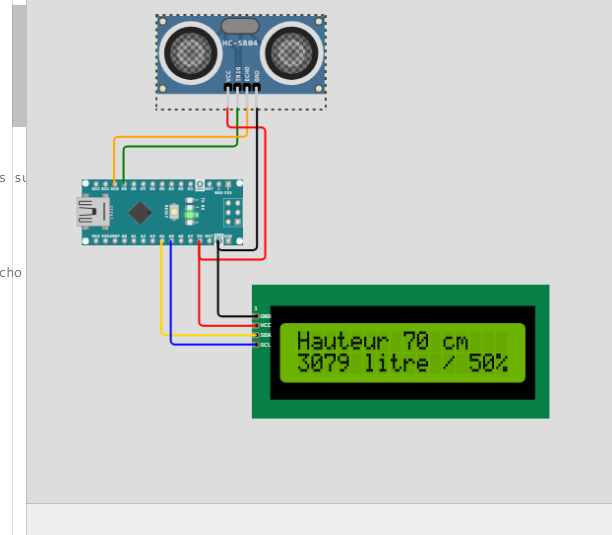 HC-SR04
VCC
TRIG
ECHO
GND
s su
cho
RESET
1
GND
VCC
SDA
SCL
Hauteur 70 cm
3079 litre / 50%